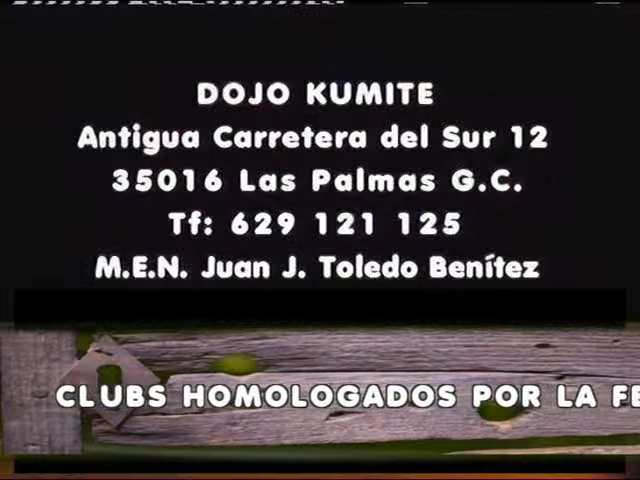 DOJO KUMITE
Antigua Carretera del Sur 12
35016 Las Palmas G.C.
Tf: 629 121 125
M.E.N. Juan J. Toledo Benítez
CLUBS HOMOLOGADOS POR LA FE